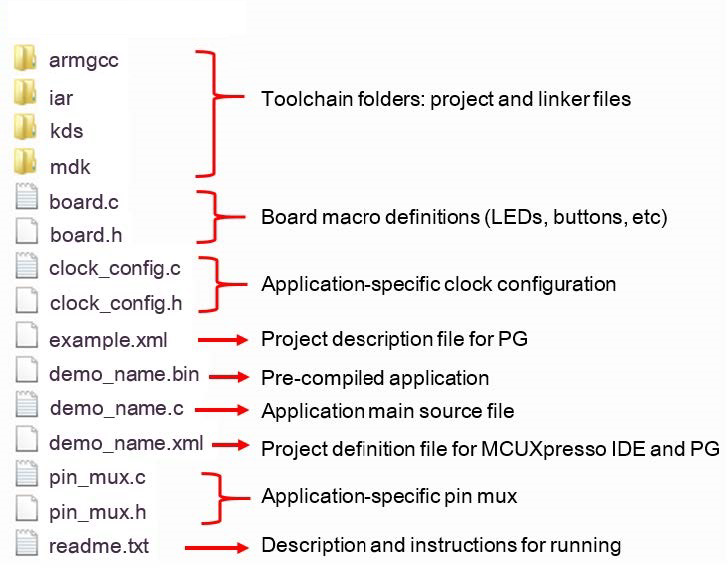 armgcc
iar
Toolchain folders: project and linker files
kds
mdk
board.c
Board macro definitions (LEDs, buttons, etc)
board.h
clock_config.c
Application-specific clock configuration
clock_config.h
example.xml Project description file for PG
demo_name.bin Pre-compiled application
demo_name.c Application main source file
demo_name.xml Project definition file for MCUXpresso IDE and PG
pin_mux.c
Application-specific pin mux
pin_mux.h
readme.txt Description and instructions for running